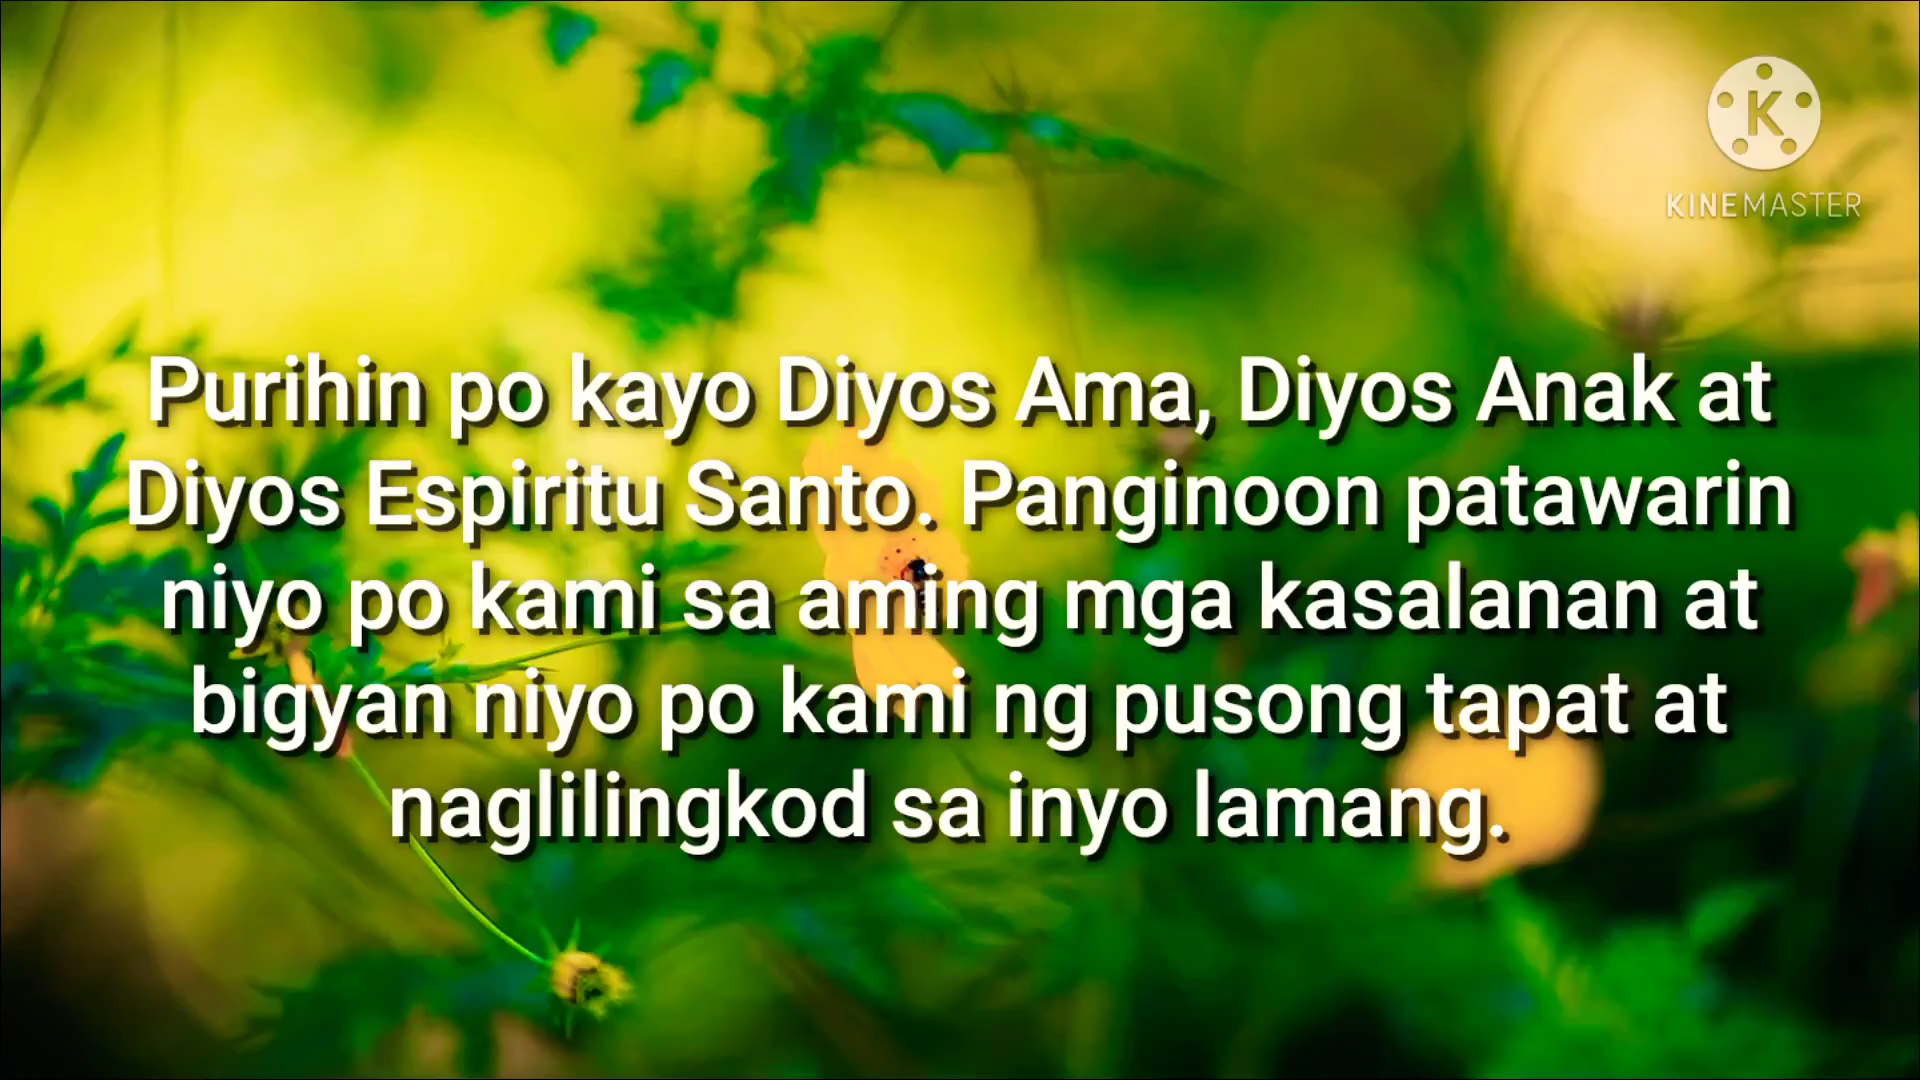 K
KINEMASTER
Purihin po kayo Diyos Ama, Diyos Anak at
Diyos Espiritu Santo. Panginoon patawarin
niyo po kami sa aming mga kasalanan at
bigyan niyo po kami ng pusong tapat at
naglilingkod sa inyo lamang.